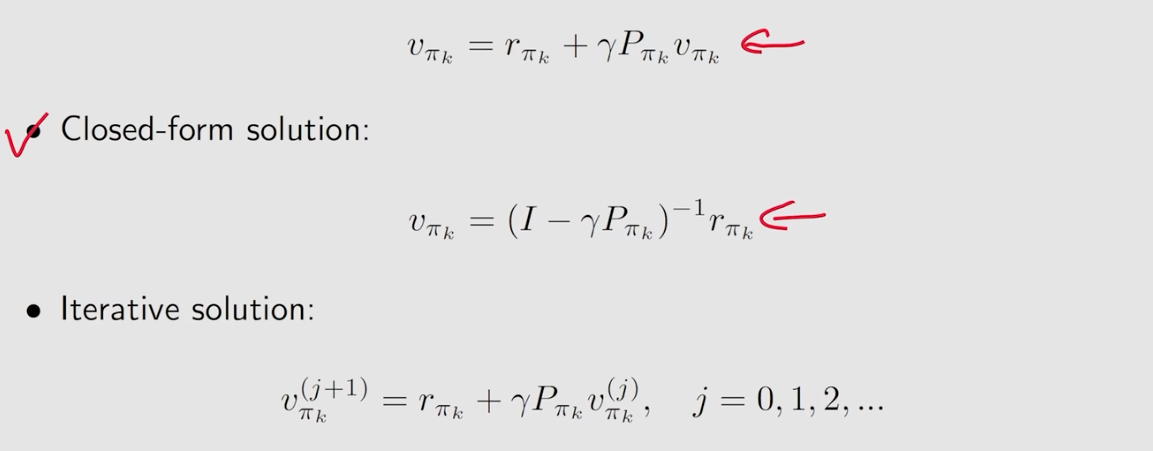 v_{π_k} = r_{π_k} + γP_{π_k}v_{π_k}
• Closed-form solution:
v_{π_k} = (I − γP_{π_k})^{−1}r_{π_k}
• Iterative solution:
v_{π_k}^{(j+1)} = r_{π_k} + γP_{π_k}v_{π_k}^{(j)}, j = 0, 1, 2, ...